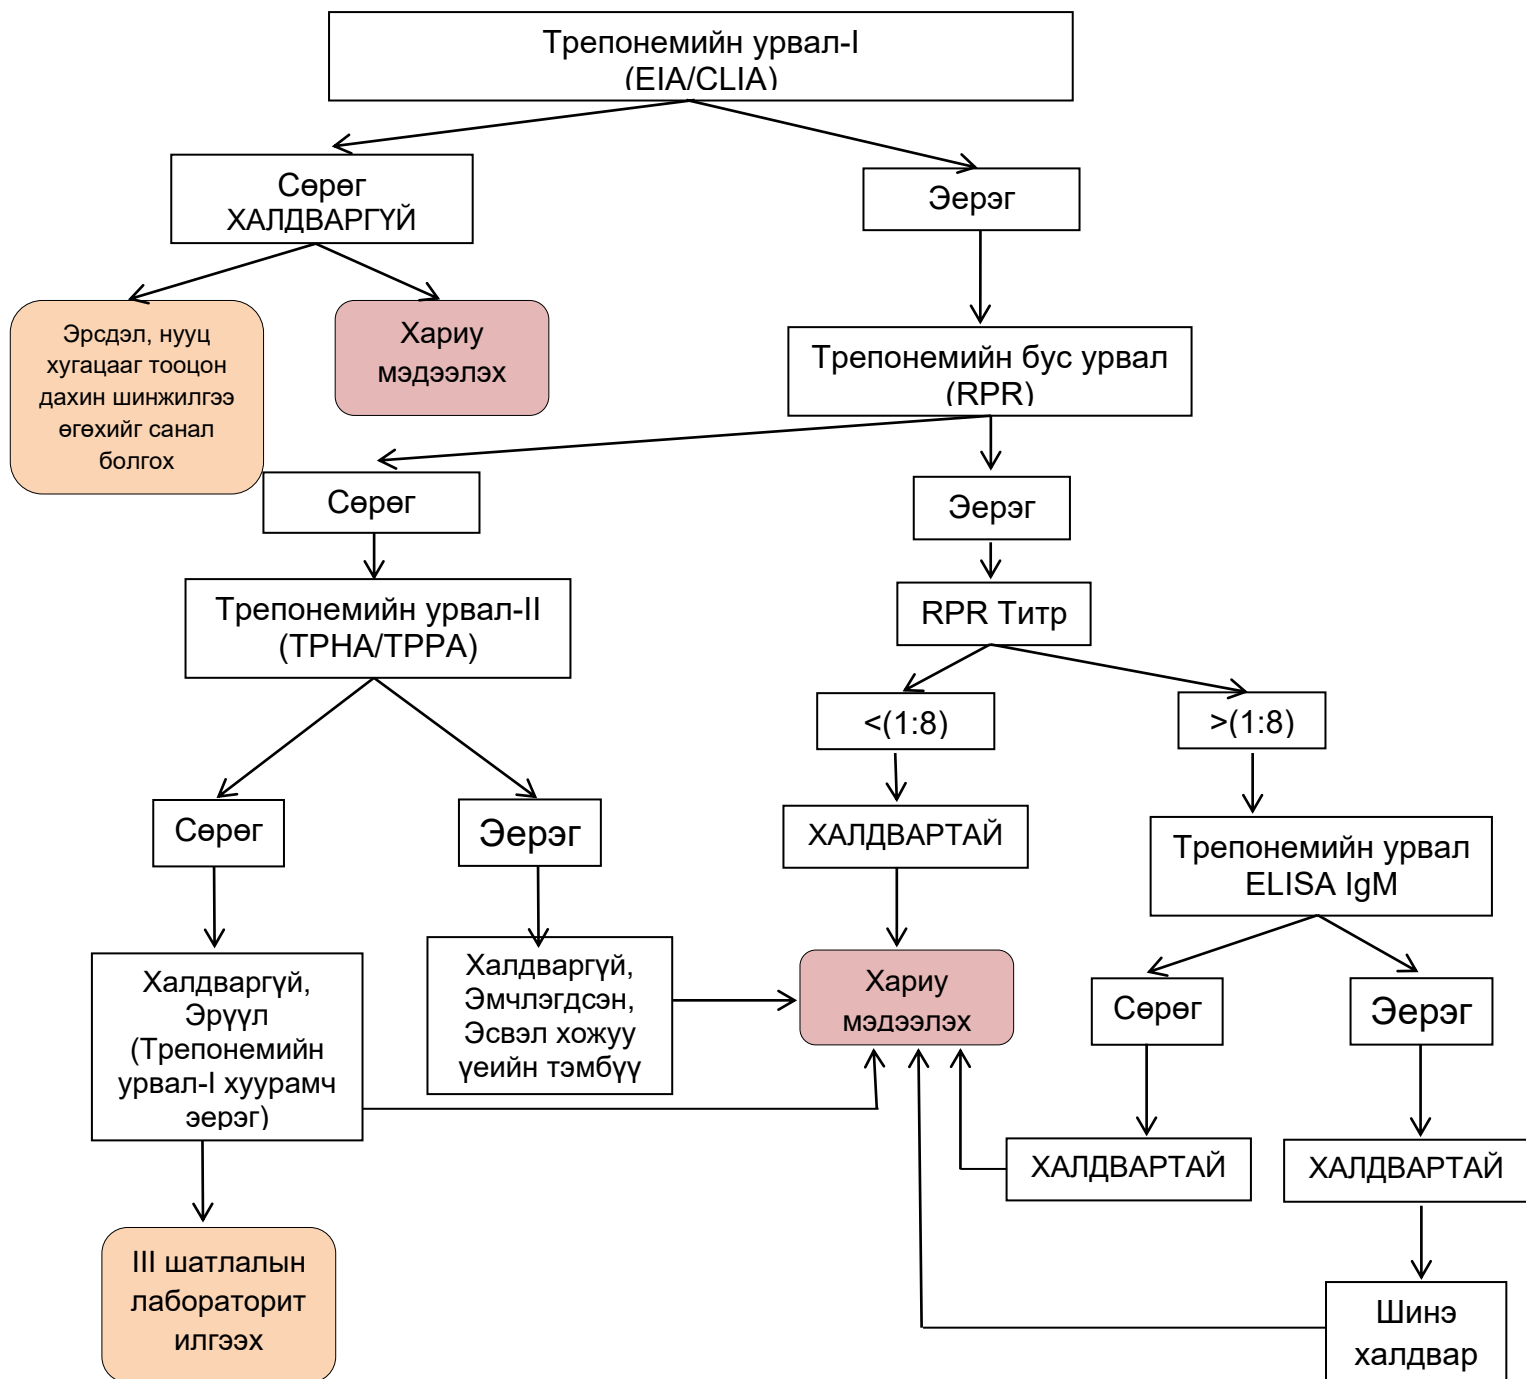 Трепонемийн урвал-I
(EIA/CLIA)
Сөрөг
ХАЛДВАРГҮЙ
Эерэг
Эрсдэл, нууц
хугацааг тооцон
дахин шинжилгээ
өгөхийг санал
болгох
Хариу
мэдээлэх
Трепонемийн бус урвал
(RPR)
Сөрөг
Эерэг
Трепонемийн урвал-II
(TPHA/TPPA)
RPR Титр
<(1:8)
>(1:8)
Сөрөг
Эерэг
ХАЛДВАРТАЙ
Трепонемийн урвал
ELISA IgM
Халдваргүй,
Эрүүл
(Трепонемийн
урвал-I хуурамч
эерэг)
Халдваргүй,
Эмчлэгдсэн,
Эсвэл хожуу
үеийн тэмбүү
Хариу
мэдээлэх
Сөрөг
Эерэг
ХАЛДВАРТАЙ
ХАЛДВАРТАЙ
III шатлалын
лабораторит
илгээх
Шинэ
халдвар